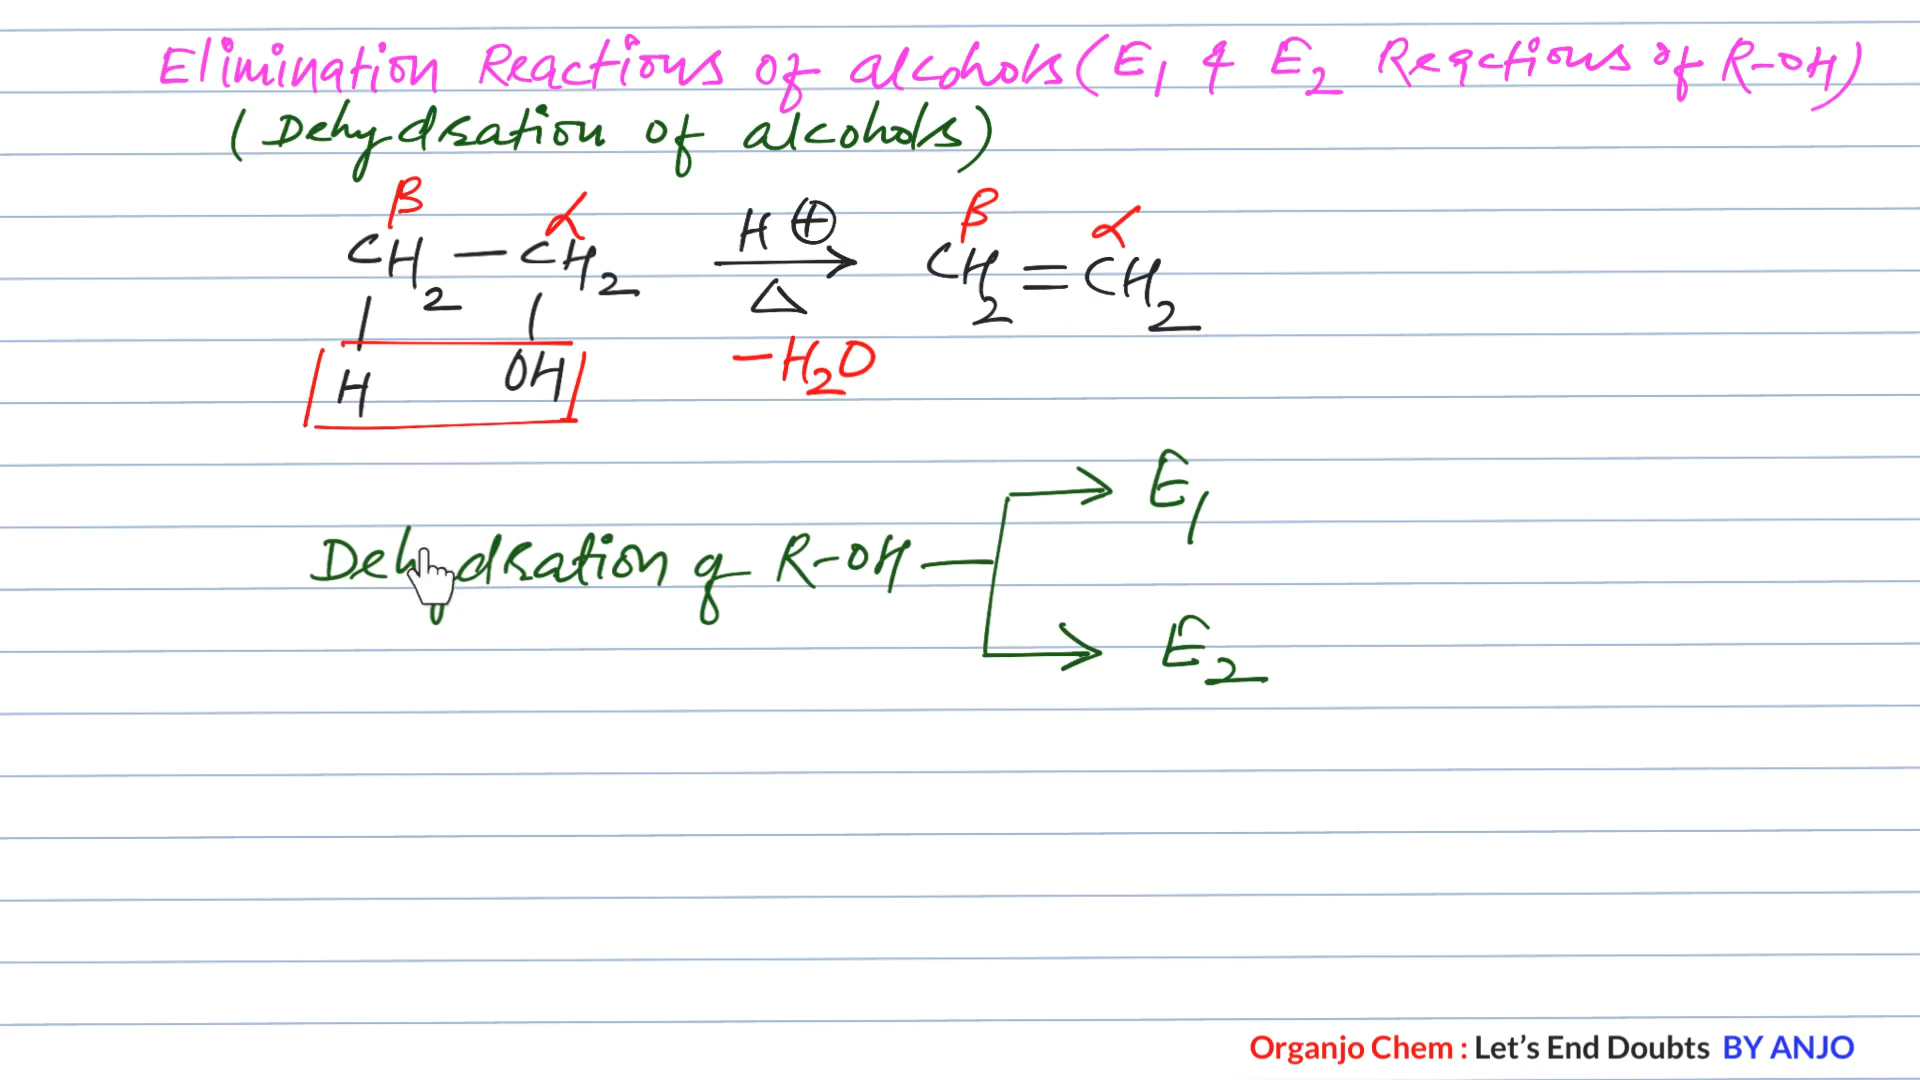 Elimination Reactions of alcohols (E1 & E2 Reactions of R-OH)
(Dehydration of alcohols)
β α H⊕ β α
CH2 — CH2 → CH2 = CH2
| | Δ
H OH −H2O
E1
Dehydration of R-OH
E2
Organjo Chem : Let's End Doubts BY ANJO